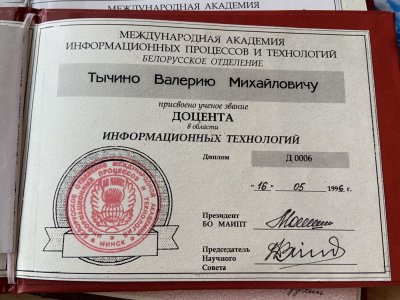 МЕЖДУНАРОДНАЯ АКАДЕМИЯ
МЕЖДУНАРОДНАЯ АКАДЕМИЯ
ИНФОРМАЦИОННЫХ ПРОЦЕССОВ И ТЕХНОЛОГИЙ
БЕЛОРУССКОЕ ОТДЕЛЕНИЕ
Тычино Валерию Михайловичу
присвоено ученое звание
ДОЦЕНТА
в области
ИНФОРМАЦИОННЫХ ТЕХНОЛОГИЙ
Диплом Д 0006
"16" 05 1996 г.
Президент
БО МАИПТ
Председатель
Научного
Совета
МИНСК